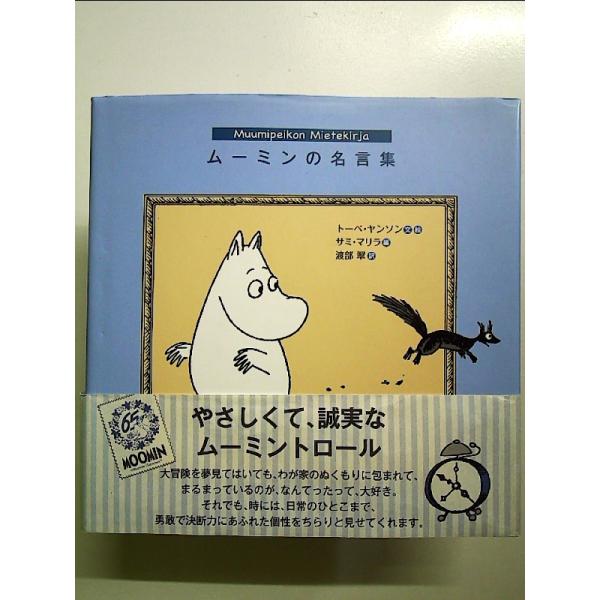 Muumipeikon Mietekirja
ムーミンの名言集
トーベ・ヤンソン文絵
サミ・マリラ編
渡部 翠訳
65
MOOMIN
やさしくて、誠実な
ムーミントロール
大冒険を夢見てはいても、わが家のぬくもりに包まれて、
まるまっているのが、なんてったって、大好き。
それでも、時には、日常のひとこまで、
勇敢で決断力にあふれた個性をちらりと見せてくれます。